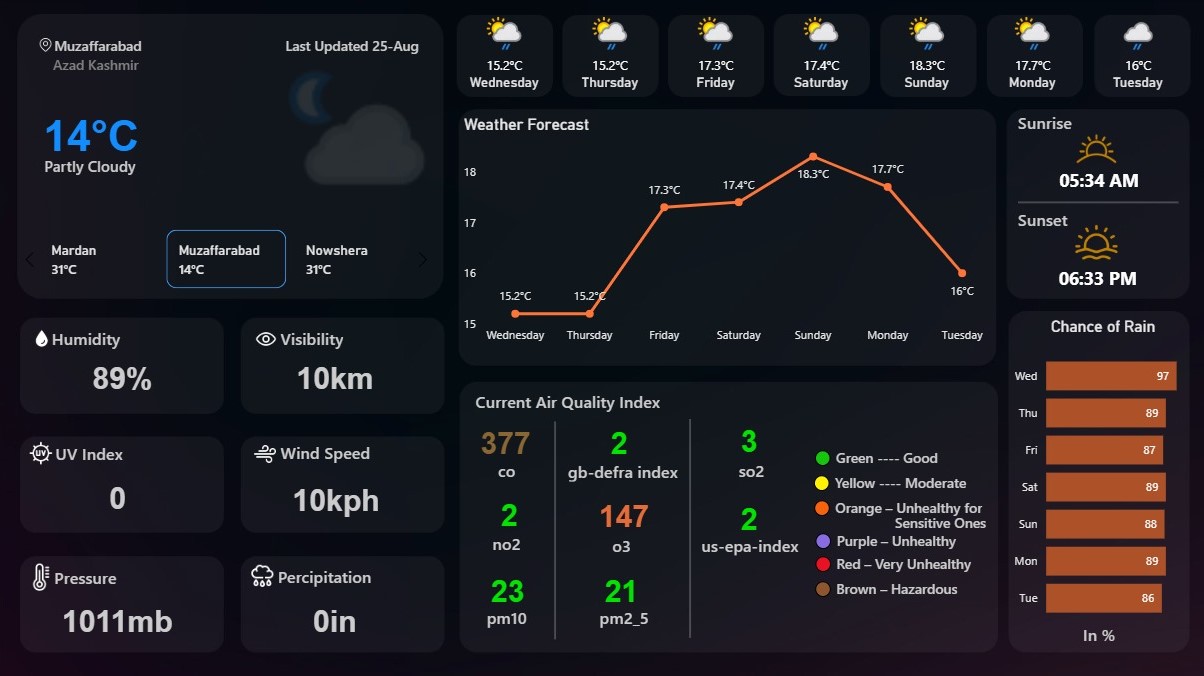 Muzaffarabad
Azad Kashmir
Last Updated 25-Aug
14°C
Partly Cloudy
Mardan
31°C
Muzaffarabad
14°C
Nowshera
31°C
15.2°C
Wednesday
15.2°C
Thursday
17.3°C
Friday
17.4°C
Saturday
18.3°C
Sunday
17.7°C
Monday
16°C
Tuesday
Weather Forecast
18
17
16
15
15.2°C
15.2°C
17.3°C
17.4°C
18.3°C
17.7°C
16°C
Wednesday
Thursday
Friday
Saturday
Sunday
Monday
Tuesday
Sunrise
05:34 AM
Sunset
06:33 PM
Humidity
89%
Visibility
10km
UV
UV Index
0
Wind Speed
10kph
Pressure
1011mb
Percipitation
0in
Current Air Quality Index
377
co
2
gb-defra index
3
so2
2
no2
147
o3
2
us-epa-index
23
pm10
21
pm2_5
Green ---- Good
Yellow ---- Moderate
Orange – Unhealthy for
Sensitive Ones
Purple – Unhealthy
Red – Very Unhealthy
Brown – Hazardous
Chance of Rain
Wed 97
Thu 89
Fri 87
Sat 89
Sun 88
Mon 89
Tue 86
In %